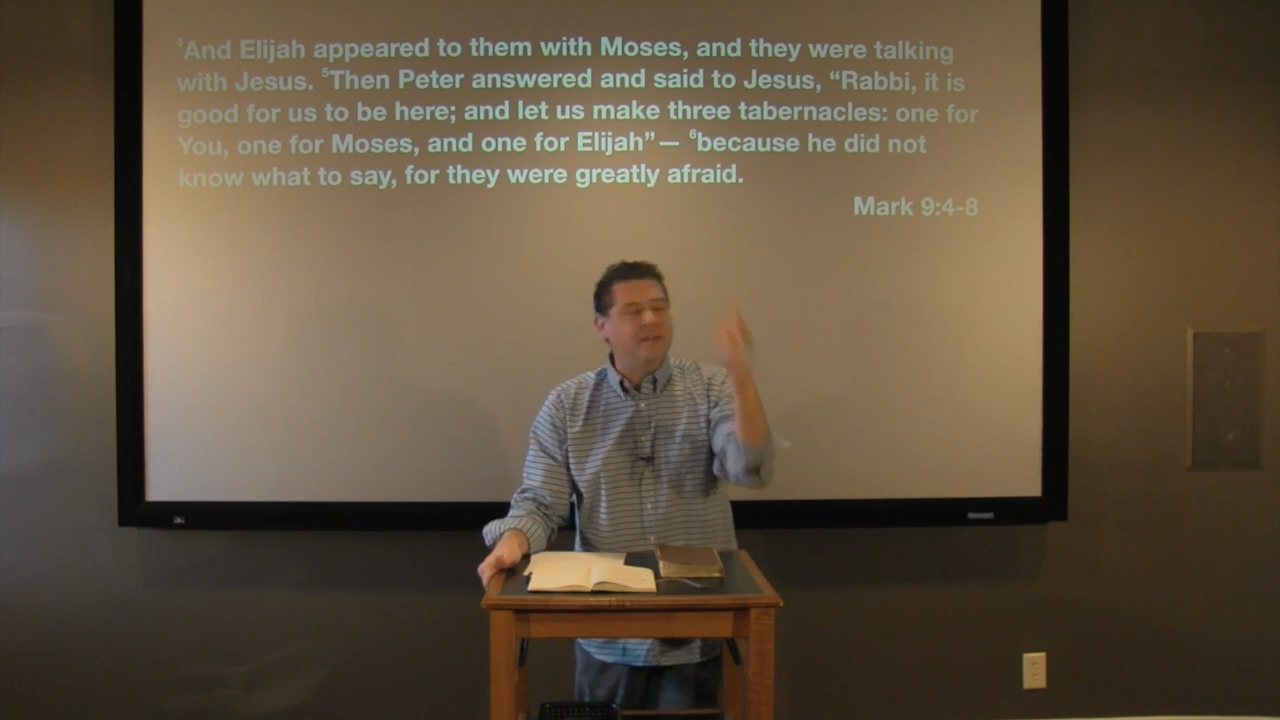 ⁴And Elijah appeared to them with Moses, and they were talking
with Jesus. ⁵Then Peter answered and said to Jesus, “Rabbi, it is
good for us to be here; and let us make three tabernacles: one for
You, one for Moses, and one for Elijah”— ⁶because he did not
know what to say, for they were greatly afraid.
Mark 9:4-8